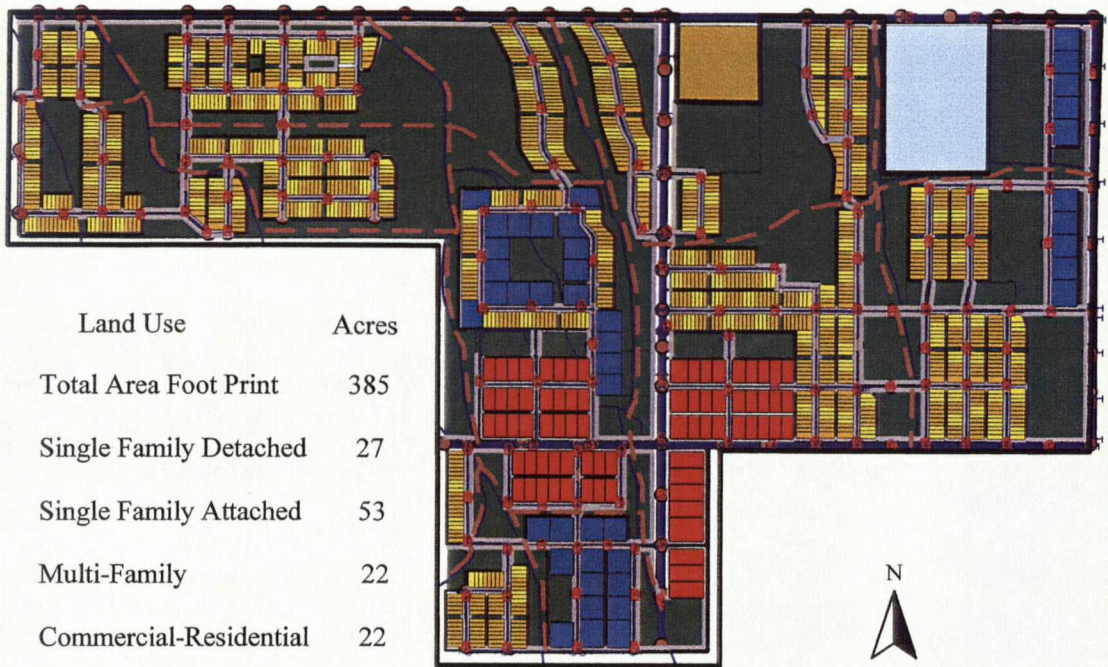 Land Use Acres
Total Area Foot Print 385
Single Family Detached 27
Single Family Attached 53
Multi-Family 22
Commercial-Residential 22
N